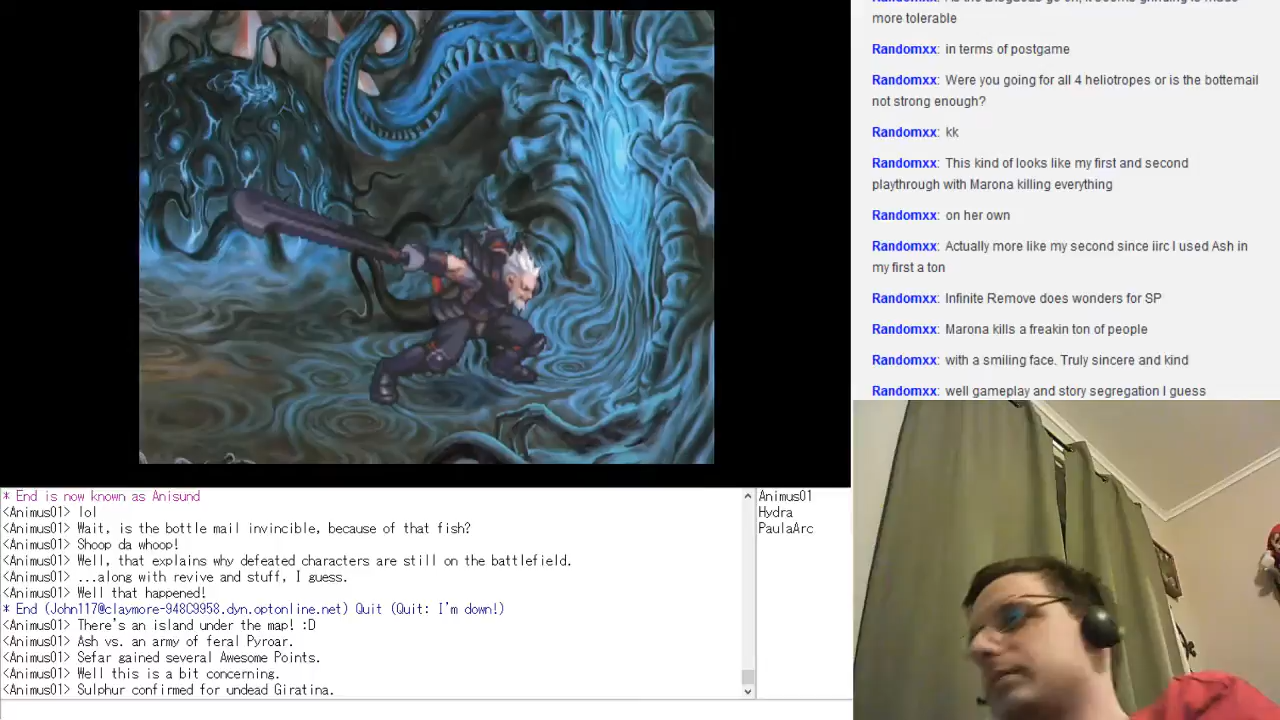 more tolerable
Randomxx: in terms of postgame
Randomxx: Were you going for all 4 heliotropes or is the bottemail
not strong enough?
Randomxx: kk
Randomxx: This kind of looks like my first and second
playthrough with Marona killing everything
Randomxx: on her own
Randomxx: Actually more like my second since iirc I used Ash in
my first a ton
Randomxx: Infinite Remove does wonders for SP
Randomxx: Marona kills a freakin ton of people
Randomxx: with a smiling face. Truly sincere and kind
Randomxx: well gameplay and story segregation I guess
* End is now known as Anisund
<Animus01> lol
<Animus01> Wait, is the bottle mail invincible, because of that fish?
<Animus01> Shoop da whoop!
<Animus01> Well, that explains why defeated characters are still on the battlefield.
<Animus01> ...along with revive and stuff, I guess.
<Animus01> Well that happened!
* End (John117@claymore-948C9958.dyn.optonline.net) Quit (Quit: I'm down!)
<Animus01> There's an island under the map! :D
<Animus01> Ash vs. an army of feral Pyroar.
<Animus01> Sefar gained several Awesome Points.
<Animus01> Well this is a bit concerning.
<Animus01> Sulphur confirmed for undead Giratina.
Animus01
Hydra
PaulaArc